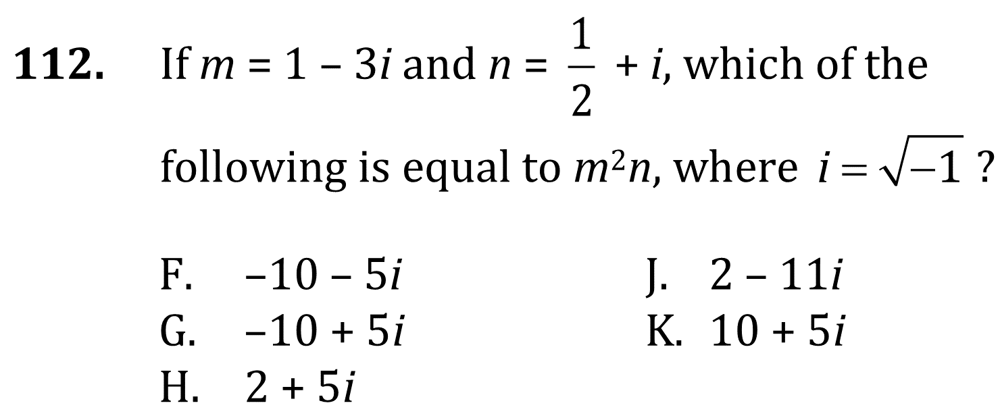 112. If m = 1 – 3i and n = 1/2 + i, which of the
following is equal to m²n, where i = √−1 ?
F. –10 – 5i J. 2 – 11i
G. –10 + 5i K. 10 + 5i
H. 2 + 5i